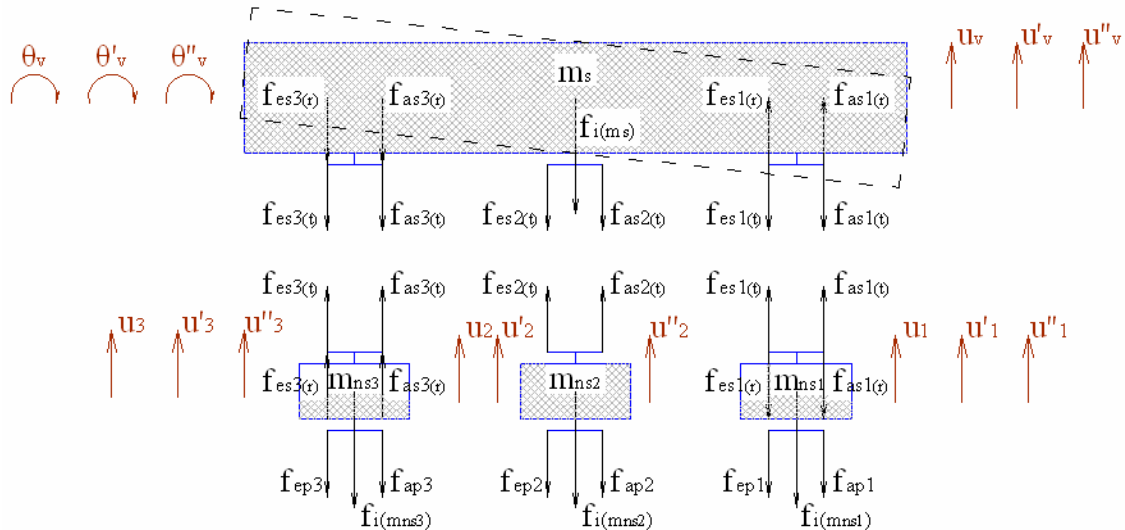 θv θ'v θ''v uv u'v u''v
ms
fes3(r) fas3(r) fes1(r) fas1(r)
fi(ms)
fes3(t) fas3(t) fes2(t) fas2(t) fes1(t) fas1(t)
fes3(t) fas3(t) fes2(t) fas2(t) fes1(t) fas1(t)
u3 u'3 u''3 u2 u'2 u''2 u1 u'1 u''1
fes3(r) mns3 fas3(r) mns2 fes1(r) mns1 fas1(r)
fep3 fap3 fep2 fap2 fep1 fap1
fi(mns3) fi(mns2) fi(mns1)